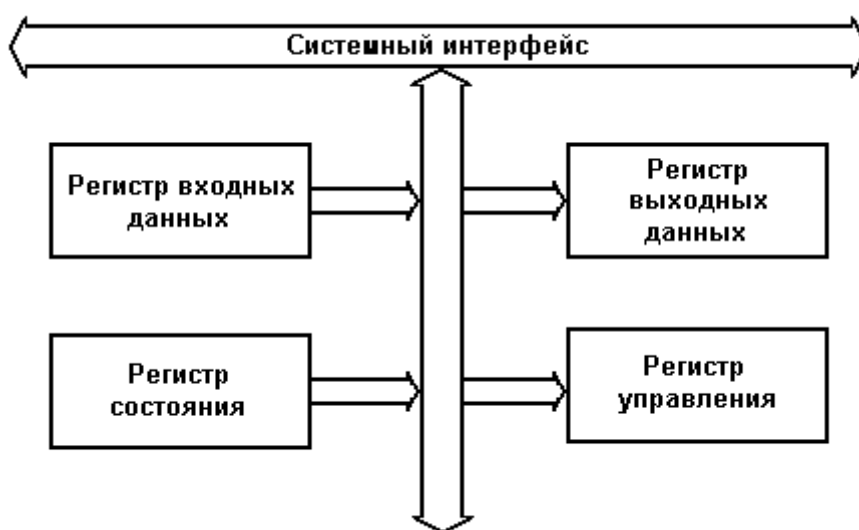 Системный интерфейс
Регистр входных
данных
Регистр
выходных
данных
Регистр
состояния
Регистр
управления